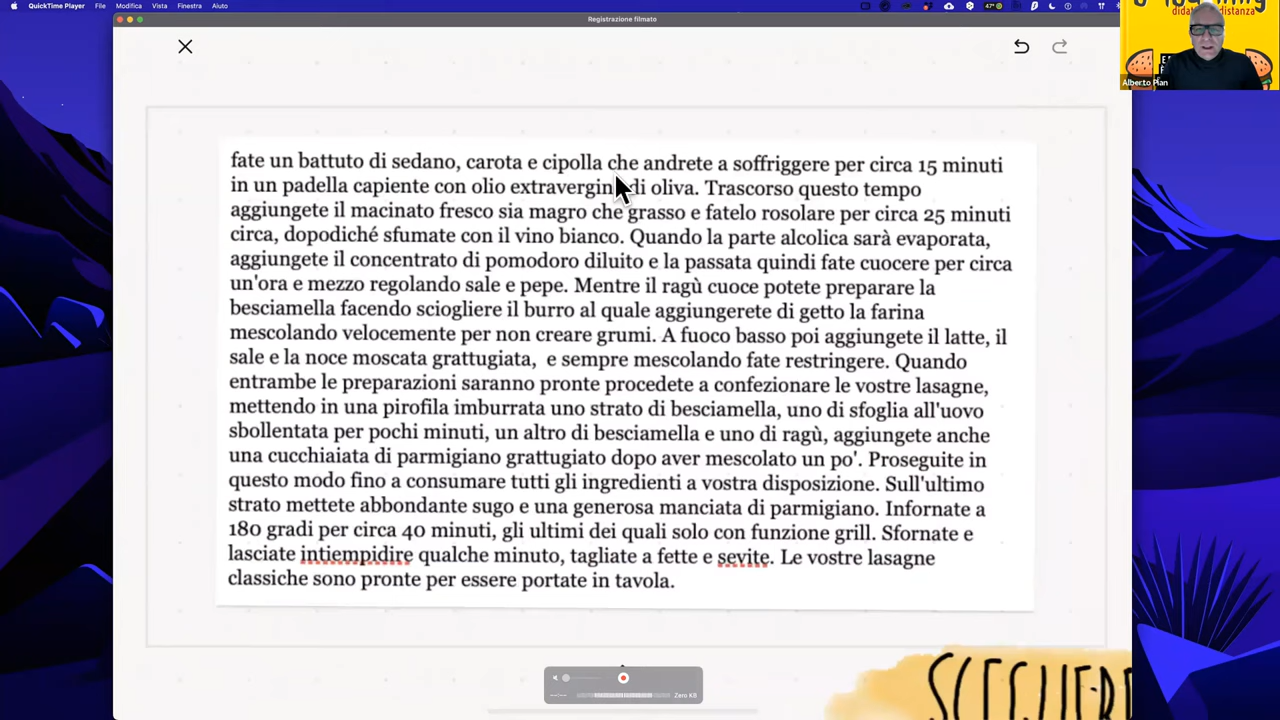 QuickTime Player File Modifica Vista Finestra Aiuto
47°
Registrazione filmato
didattica distanza
Alberto Pian
fate un battuto di sedano, carota e cipolla che andrete a soffriggere per circa 15 minuti
in un padella capiente con olio extravergin di oliva. Trascorso questo tempo
aggiungete il macinato fresco sia magro che grasso e fatelo rosolare per circa 25 minuti
circa, dopodiché sfumate con il vino bianco. Quando la parte alcolica sarà evaporata,
aggiungete il concentrato di pomodoro diluito e la passata quindi fate cuocere per circa
un'ora e mezzo regolando sale e pepe. Mentre il ragù cuoce potete preparare la
besciamella facendo sciogliere il burro al quale aggiungerete di getto la farina
mescolando velocemente per non creare grumi. A fuoco basso poi aggiungete il latte, il
sale e la noce moscata grattugiata, e sempre mescolando fate restringere. Quando
entrambe le preparazioni saranno pronte procedete a confezionare le vostre lasagne,
mettendo in una pirofila imburrata uno strato di besciamella, uno di sfoglia all'uovo
sbollentata per pochi minuti, un altro di besciamella e uno di ragù, aggiungete anche
una cucchiaiata di parmigiano grattugiato dopo aver mescolato un po'. Proseguite in
questo modo fino a consumare tutti gli ingredienti a vostra disposizione. Sull'ultimo
strato mettete abbondante sugo e una generosa manciata di parmigiano. Infornate a
180 gradi per circa 40 minuti, gli ultimi dei quali solo con funzione grill. Sfornate e
lasciate intiempidire qualche minuto, tagliate a fette e sevite. Le vostre lasagne
classiche sono pronte per essere portate in tavola.
SCEGLIERE
--:-- Zero KB